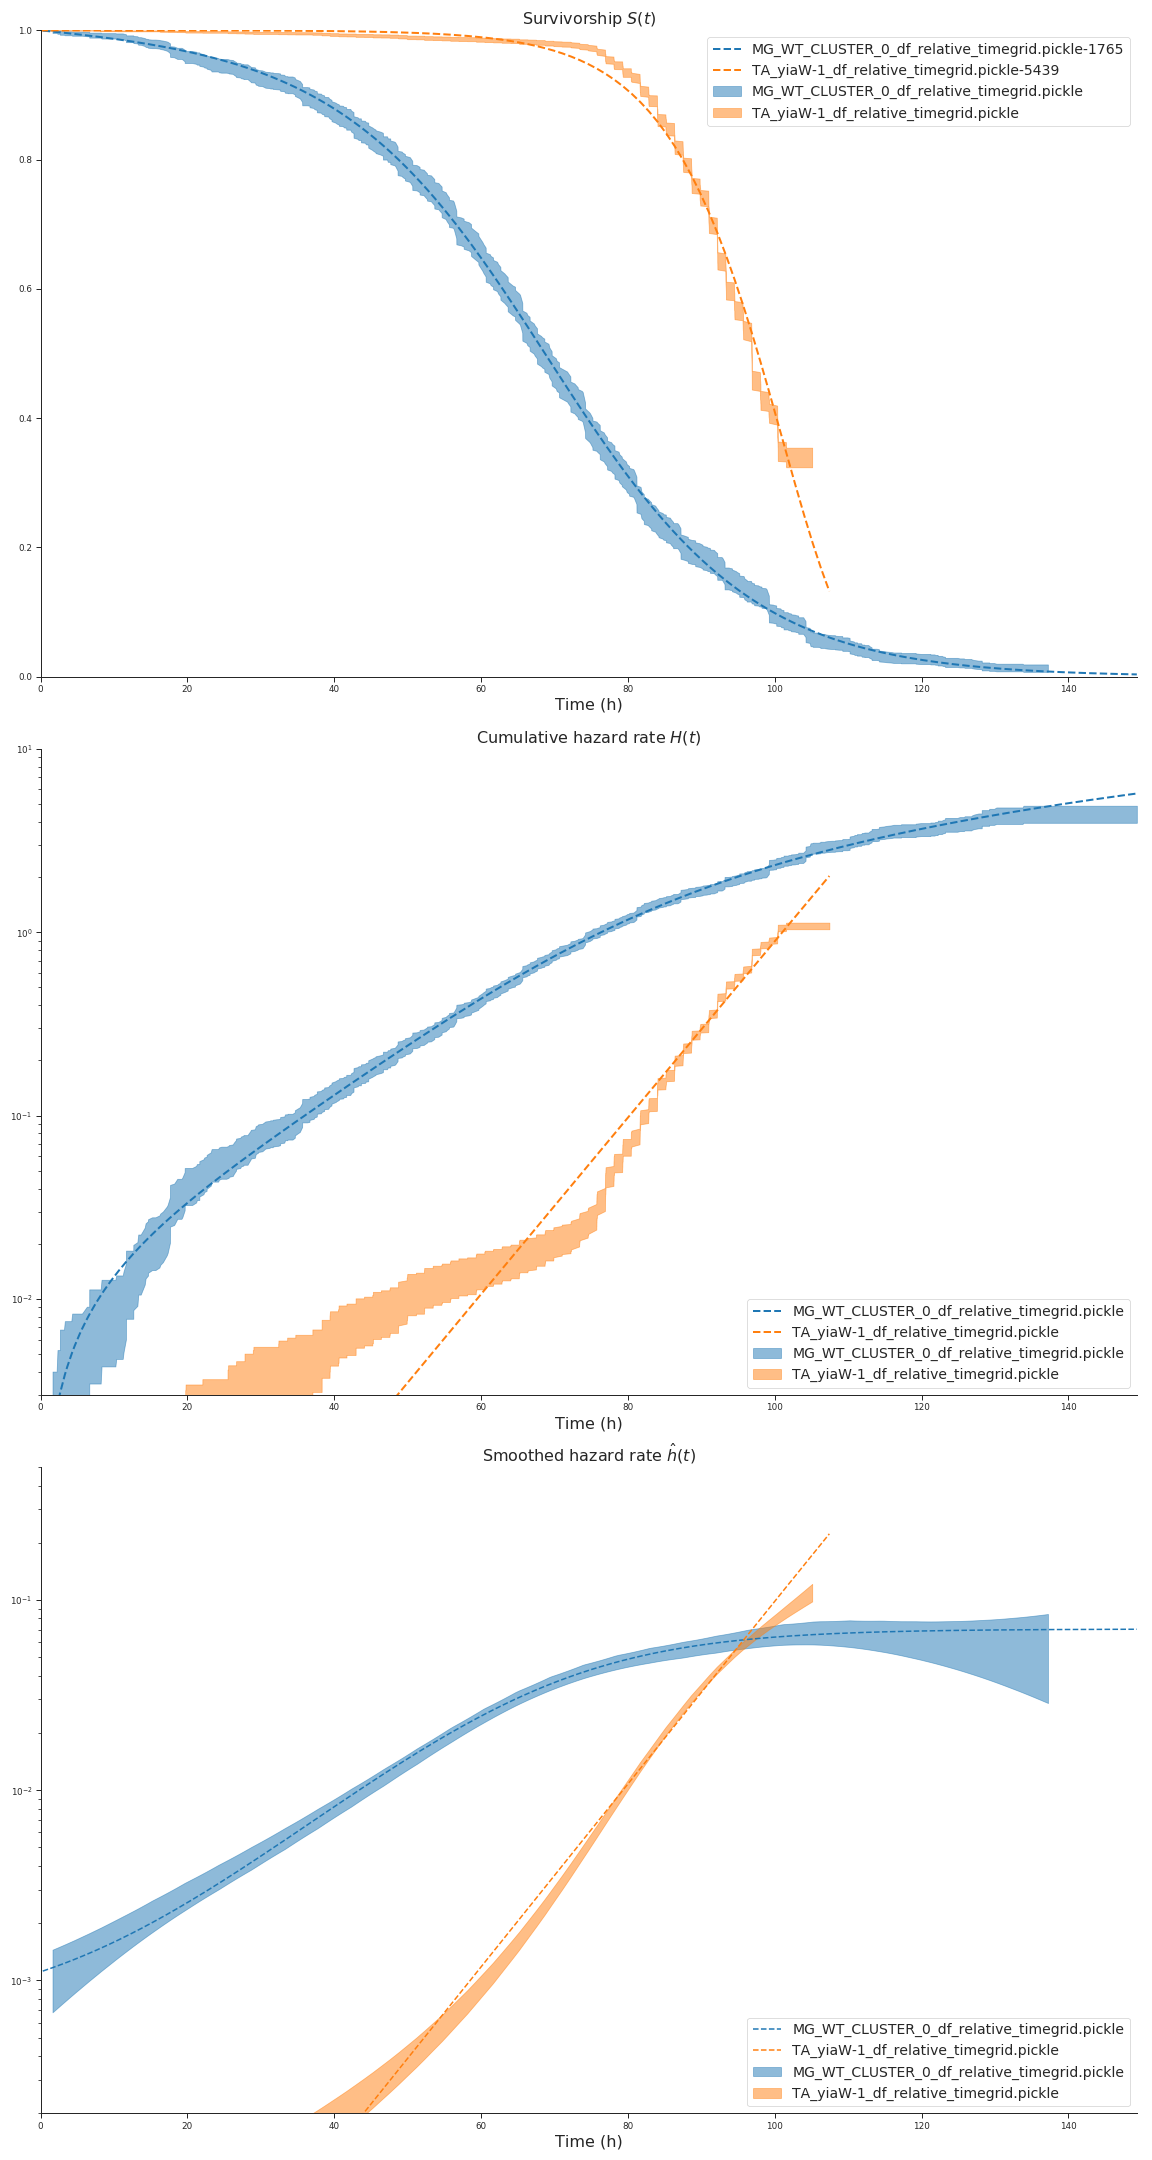 Survivorship S(t)
1.0
0.8
0.6
0.4
0.2
0.0
MG_WT_CLUSTER_0_df_relative_timegrid.pickle-1765
TA_yiaW-1_df_relative_timegrid.pickle-5439
MG_WT_CLUSTER_0_df_relative_timegrid.pickle
TA_yiaW-1_df_relative_timegrid.pickle
0 20 40 60 80 100 120 140
Time (h)
Cumulative hazard rate H(t)
10¹
10⁰
10⁻¹
10⁻²
MG_WT_CLUSTER_0_df_relative_timegrid.pickle
TA_yiaW-1_df_relative_timegrid.pickle
MG_WT_CLUSTER_0_df_relative_timegrid.pickle
TA_yiaW-1_df_relative_timegrid.pickle
0 20 40 60 80 100 120 140
Time (h)
Smoothed hazard rate ĥ(t)
10⁻¹
10⁻²
10⁻³
MG_WT_CLUSTER_0_df_relative_timegrid.pickle
TA_yiaW-1_df_relative_timegrid.pickle
MG_WT_CLUSTER_0_df_relative_timegrid.pickle
TA_yiaW-1_df_relative_timegrid.pickle
0 20 40 60 80 100 120 140
Time (h)